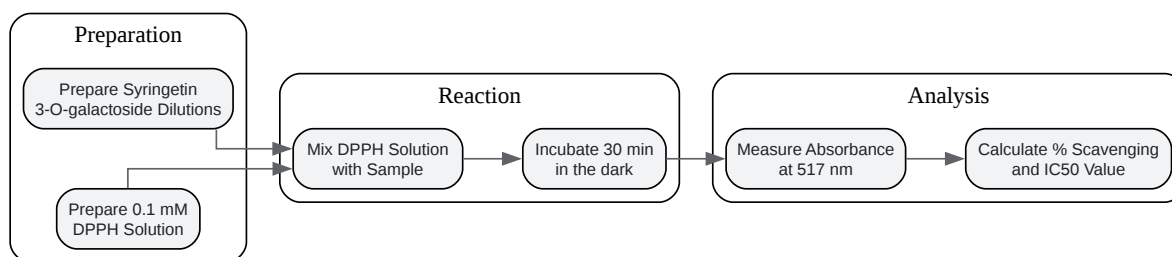 Preparation
Prepare Syringetin
3-O-galactoside Dilutions
Prepare 0.1 mM
DPPH Solution
Reaction
Mix DPPH Solution
with Sample
Incubate 30 min
in the dark
Analysis
Measure Absorbance
at 517 nm
Calculate % Scavenging
and IC50 Value